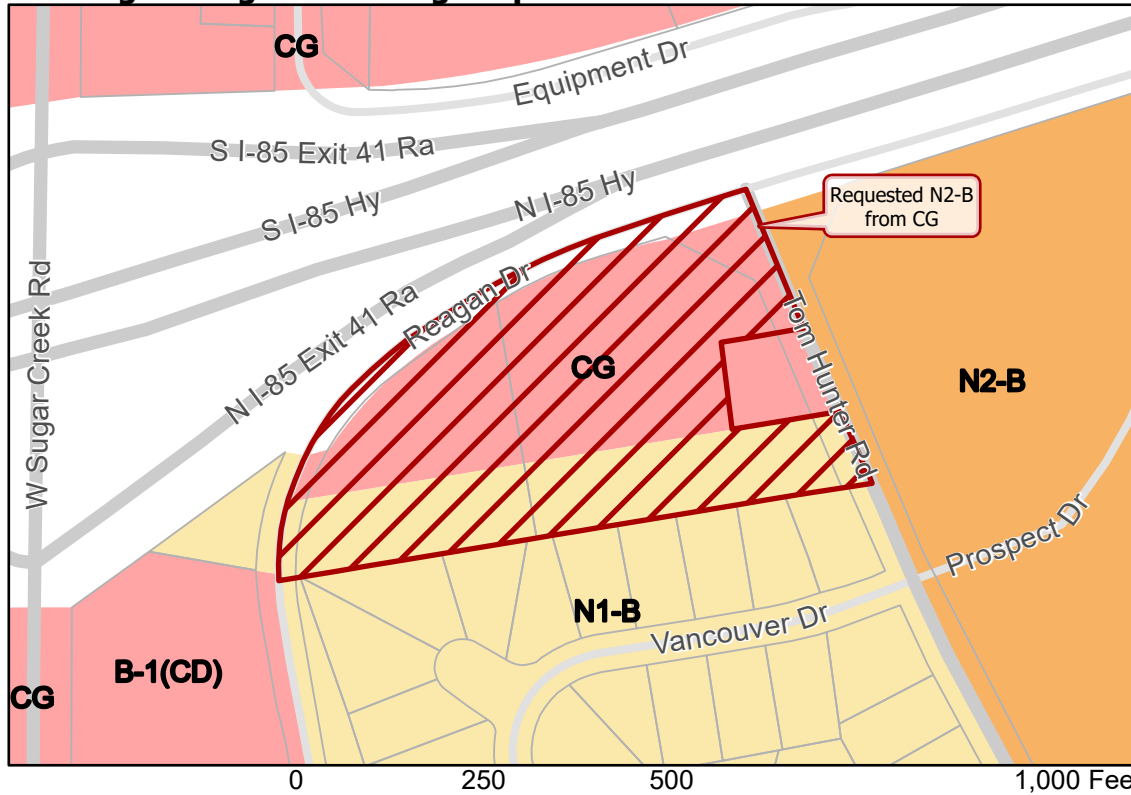 CG
Equipment Dr
S I-85 Exit 41 Ra
S I-85 Hy
N I-85 Hy
Requested N2-B
from CG
W Sugar Creek Rd
N I-85 Exit 41 Ra
Reagan Dr
Tom Hunter Rd
CG
N2-B
Prospect Dr
N1-B
Vancouver Dr
B-1(CD)
CG
0 250 500 1,000 Fee